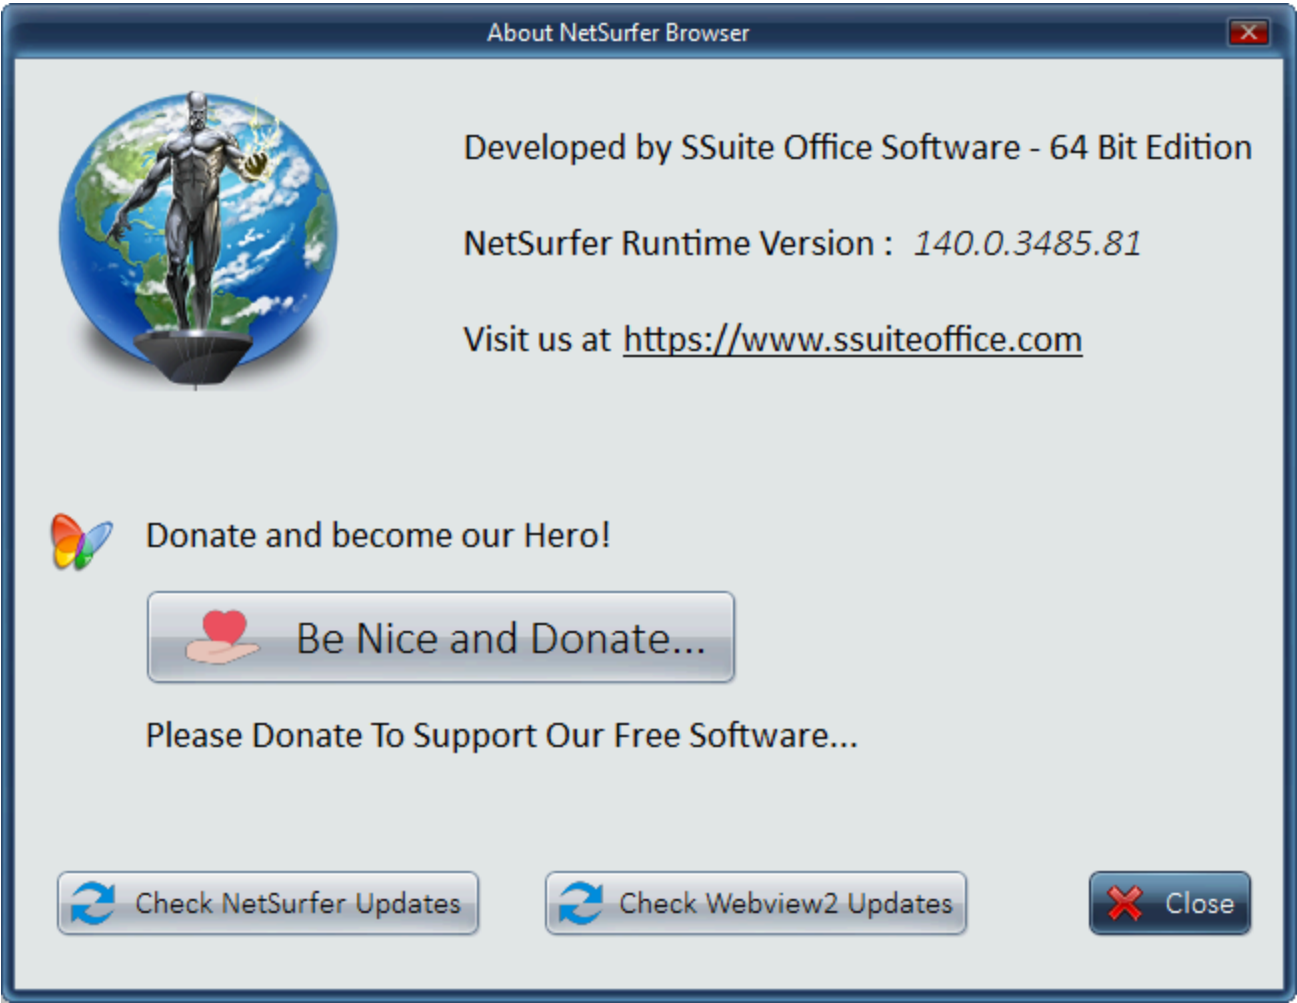 About NetSurfer Browser
Developed by SSuite Office Software - 64 Bit Edition
NetSurfer Runtime Version : 140.0.3485.81
Visit us at https://www.ssuiteoffice.com
Donate and become our Hero!
Be Nice and Donate...
Please Donate To Support Our Free Software...
Check NetSurfer Updates
Check Webview2 Updates
Close